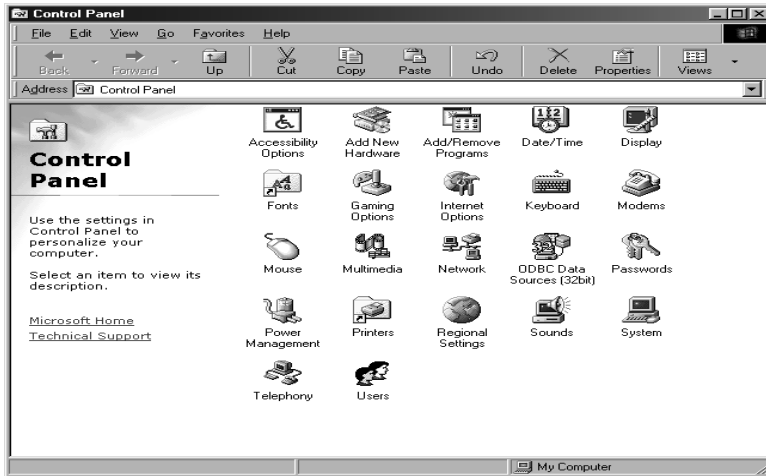 Control Panel
File Edit View Go Favorites Help
Back Forward Up Cut Copy Paste Undo Delete Properties Views
Address Control Panel
Control
Panel
Use the settings in
Control Panel to
personalize your
computer.
Select an item to view its
description.
Microsoft Home
Technical Support
Accessibility
Options
Add New
Hardware
Add/Remove
Programs
Date/Time
Display
Fonts
Gaming
Options
Internet
Options
Keyboard
Modems
Mouse
Multimedia
Network
ODBC Data
Sources (32bit)
Passwords
Power
Management
Printers
Regional
Settings
Sounds
System
Telephony
Users
My Computer